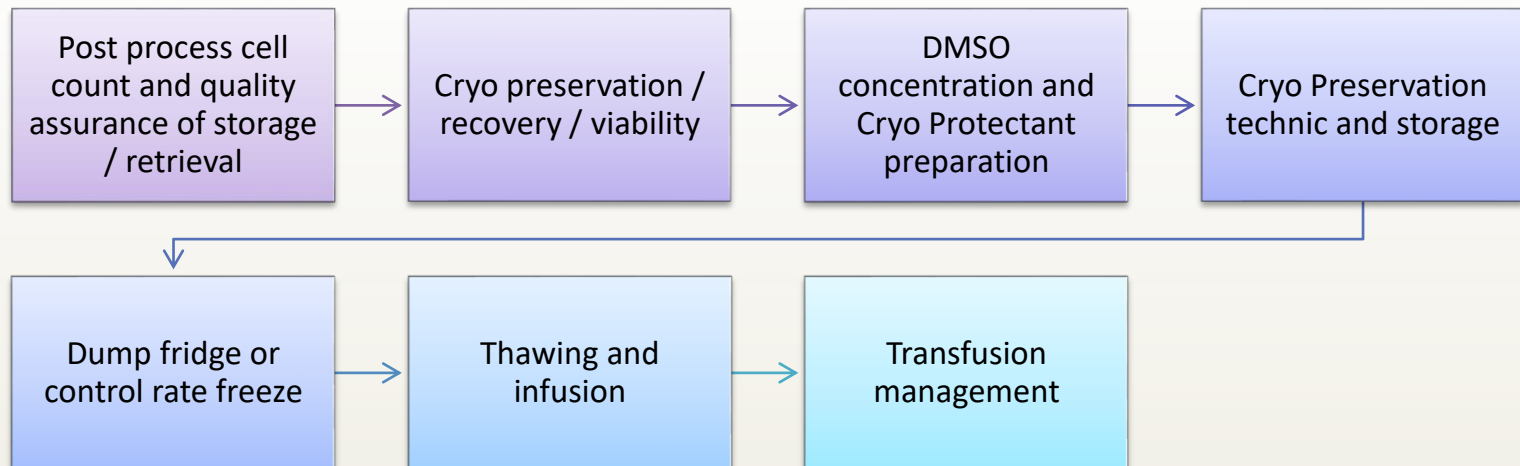 Post process cell
count and quality
assurance of storage
/ retrieval
Cryo preservation /
recovery / viability
DMSO
concentration and
Cryo Protectant
preparation
Cryo Preservation
technic and storage
Dump fridge or
control rate freeze
Thawing and
infusion
Transfusion
management